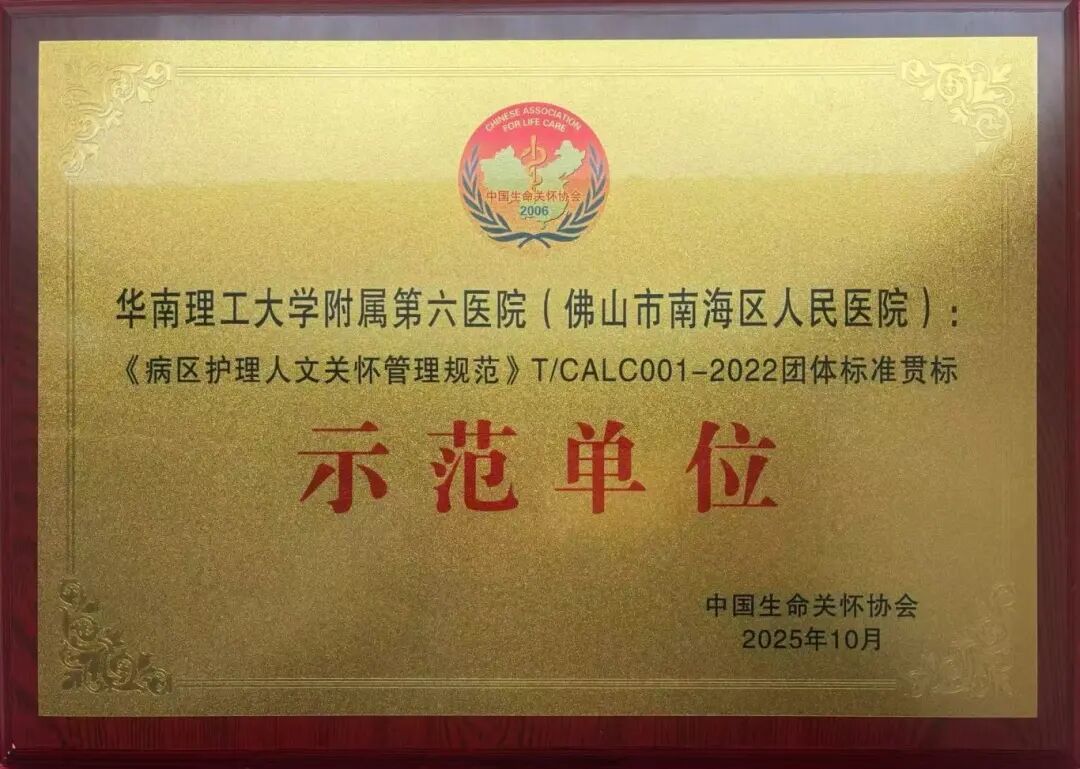 CHINESE ASSOCIATION
FOR LIFE CARE
中国生命关怀协会
2006
华南理工大学附属第六医院（佛山市南海区人民医院）：
《病区护理人文关怀管理规范》T/CALC001-2022团体标准贯标
示范单位
中国生命关怀协会
2025年10月